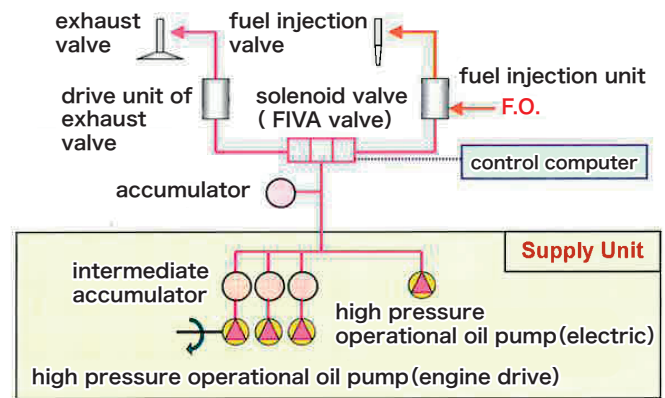 exhaust
valve
fuel injection
valve
drive unit of
exhaust
valve
solenoid valve
( FIVA valve)
fuel injection unit
F.O.
control computer
accumulator
Supply Unit
intermediate
accumulator
high pressure
operational oil pump(electric)
high pressure operational oil pump(engine drive)